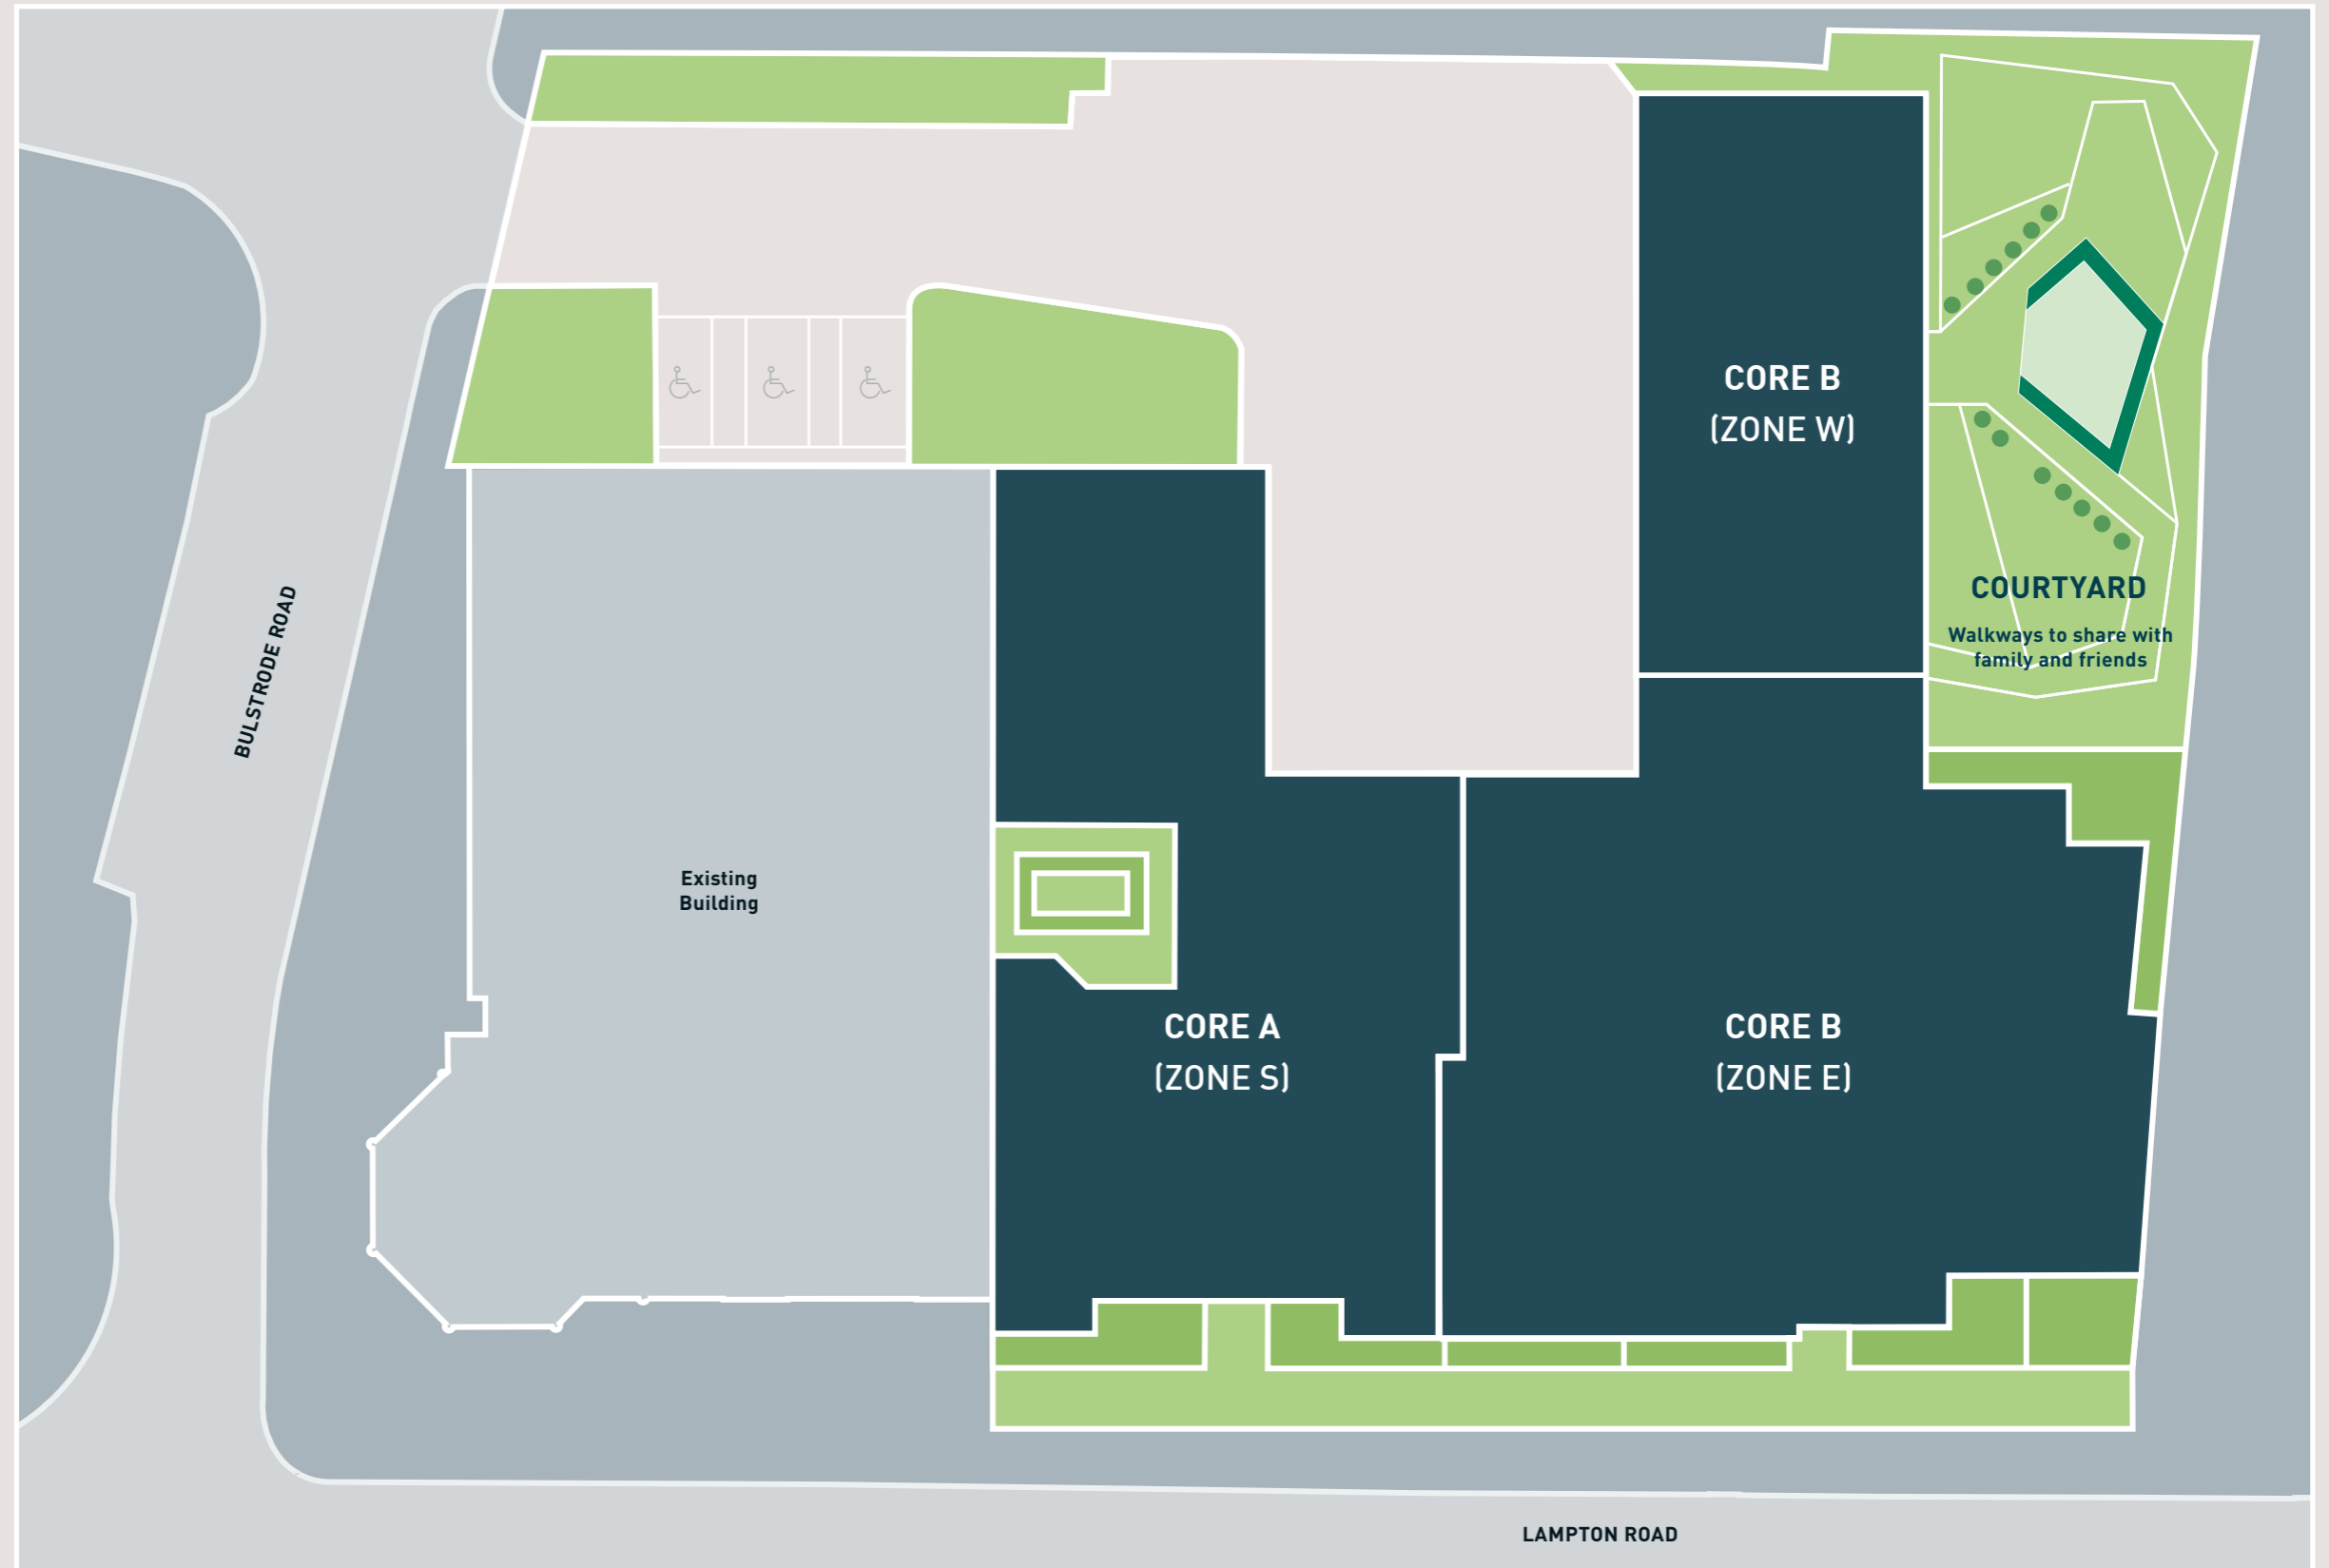 CORE B
(ZONE W)
COURTYARD
Walkways to share with
family and friends
BULSTRODE ROAD
Existing
Building
CORE A
(ZONE S)
CORE B
(ZONE E)
LAMPTON ROAD